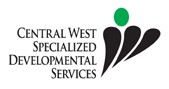 CENTRAL WEST
SPECIALIZED
DEVELOPMENTAL
SERVICES